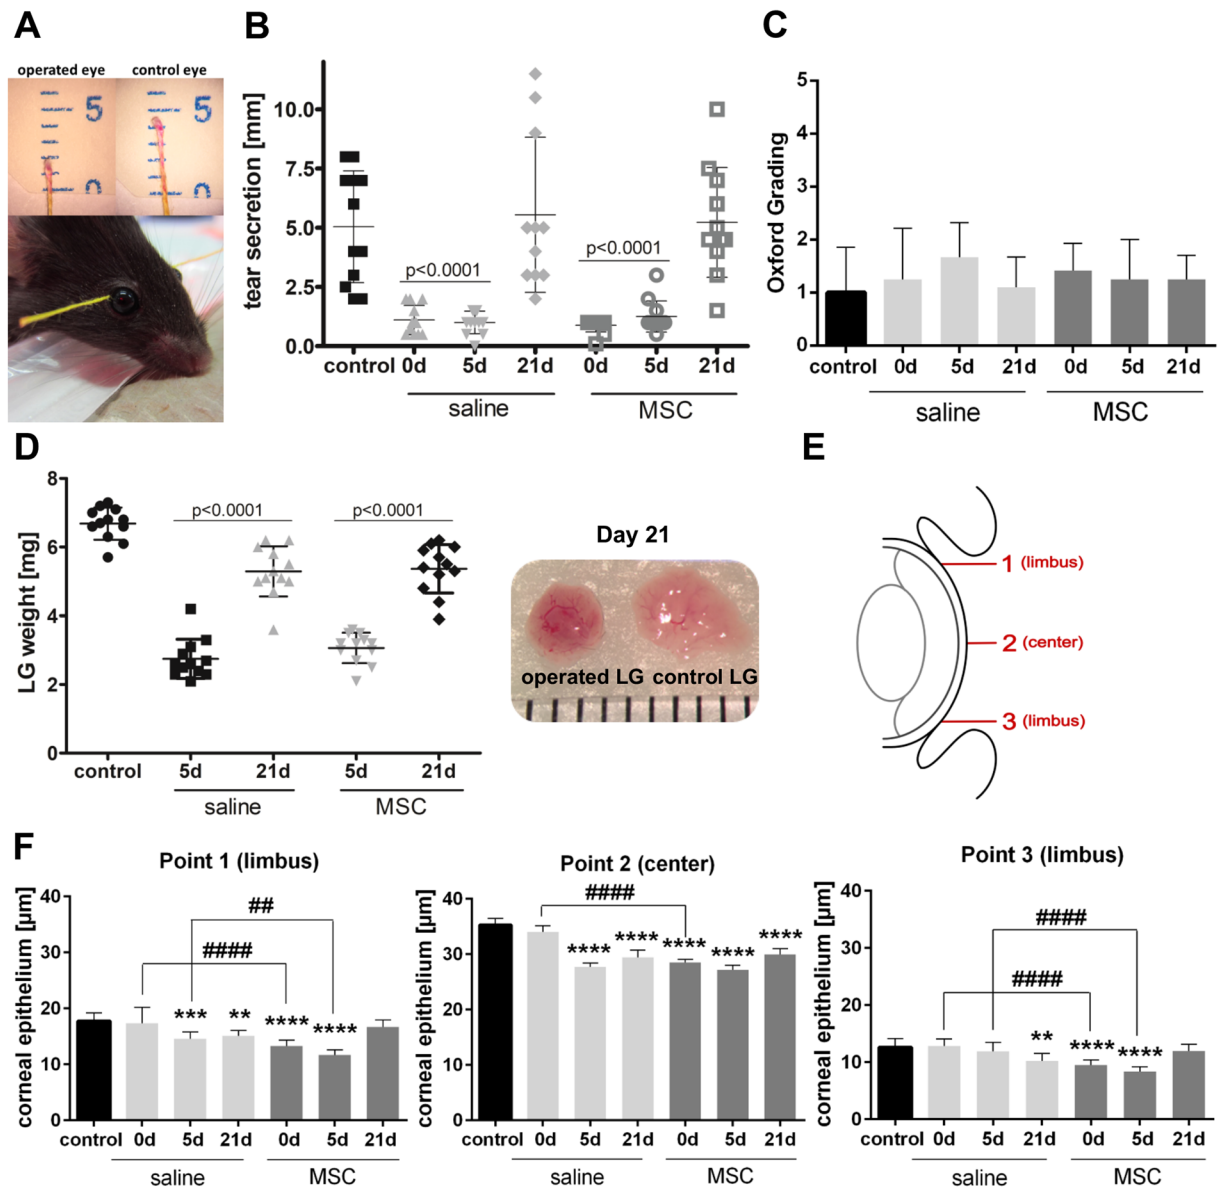 A
operated eye control eye
5 5
0 0
B
tear secretion [mm]
10.0
7.5
5.0
2.5
0.0
p<0.0001
p<0.0001
control 0d 5d 21d 0d 5d 21d
saline MSC
C
Oxford Grading
5
4
3
2
1
0
control 0d 5d 21d 0d 5d 21d
saline MSC
D
LG weight [mg]
8
6
4
2
0
p<0.0001 p<0.0001
control 5d 21d 5d 21d
saline MSC
Day 21
operated LG control LG
E
1 (limbus)
2 (center)
3 (limbus)
F
Point 1 (limbus)
corneal epithelium [µm]
40
30
20
10
0
##
####
*** ** **** ****
control 0d 5d 21d 0d 5d 21d
saline MSC
Point 2 (center)
corneal epithelium [µm]
40
30
20
10
0
####
**** **** **** **** ****
control 0d 5d 21d 0d 5d 21d
saline MSC
Point 3 (limbus)
corneal epithelium [µm]
40
30
20
10
0
####
####
** **** ****
control 0d 5d 21d 0d 5d 21d
saline MSC